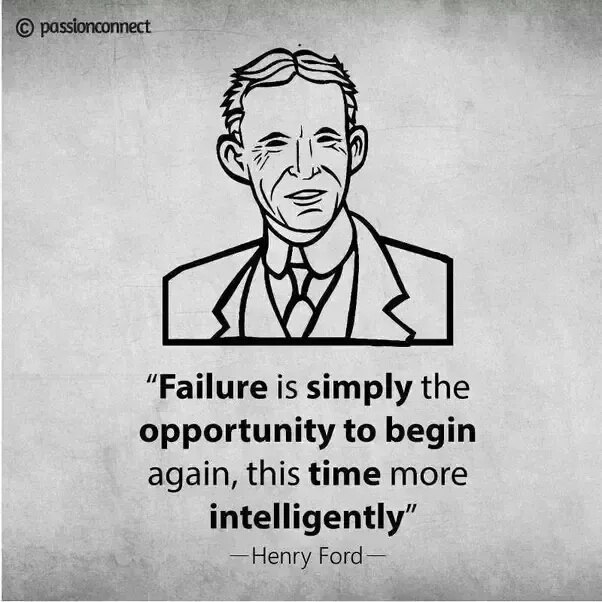 © passionconnect
“Failure is simply the
opportunity to begin
again, this time more
intelligently”
—Henry Ford—